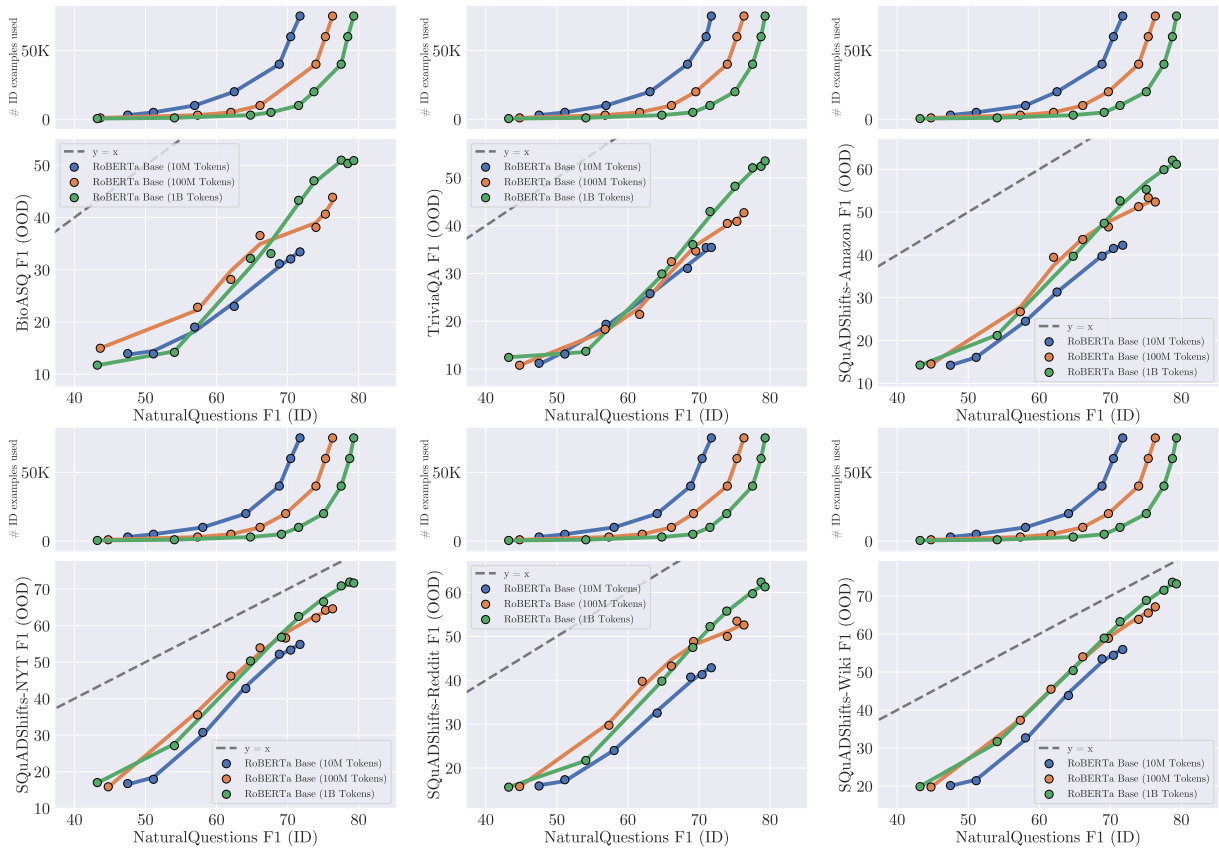 # ID examples used
50K
0
BioASQ F1 (OOD)
50
40
30
20
10
y = x
RoBERTa Base (10M Tokens)
RoBERTa Base (100M Tokens)
RoBERTa Base (1B Tokens)
40 50 60 70 80
NaturalQuestions F1 (ID)
# ID examples used
50K
0
TriviaQA F1 (OOD)
50
40
30
20
10
y = x
RoBERTa Base (10M Tokens)
RoBERTa Base (100M Tokens)
RoBERTa Base (1B Tokens)
40 50 60 70 80
NaturalQuestions F1 (ID)
# ID examples used
50K
0
SQuADShifts-Amazon F1 (OOD)
60
50
40
30
20
10
y = x
RoBERTa Base (10M Tokens)
RoBERTa Base (100M Tokens)
RoBERTa Base (1B Tokens)
40 50 60 70 80
NaturalQuestions F1 (ID)
# ID examples used
50K
0
SQuADShifts-NYT F1 (OOD)
70
60
50
40
30
20
10
y = x
RoBERTa Base (10M Tokens)
RoBERTa Base (100M Tokens)
RoBERTa Base (1B Tokens)
40 50 60 70 80
NaturalQuestions F1 (ID)
# ID examples used
50K
0
SQuADShifts-Reddit F1 (OOD)
60
50
40
30
20
y = x
RoBERTa Base (10M Tokens)
RoBERTa Base (100M Tokens)
RoBERTa Base (1B Tokens)
40 50 60 70 80
NaturalQuestions F1 (ID)
# ID examples used
50K
0
SQuADShifts-Wiki F1 (OOD)
70
60
50
40
30
20
y = x
RoBERTa Base (10M Tokens)
RoBERTa Base (100M Tokens)
RoBERTa Base (1B Tokens)
40 50 60 70 80
NaturalQuestions F1 (ID)